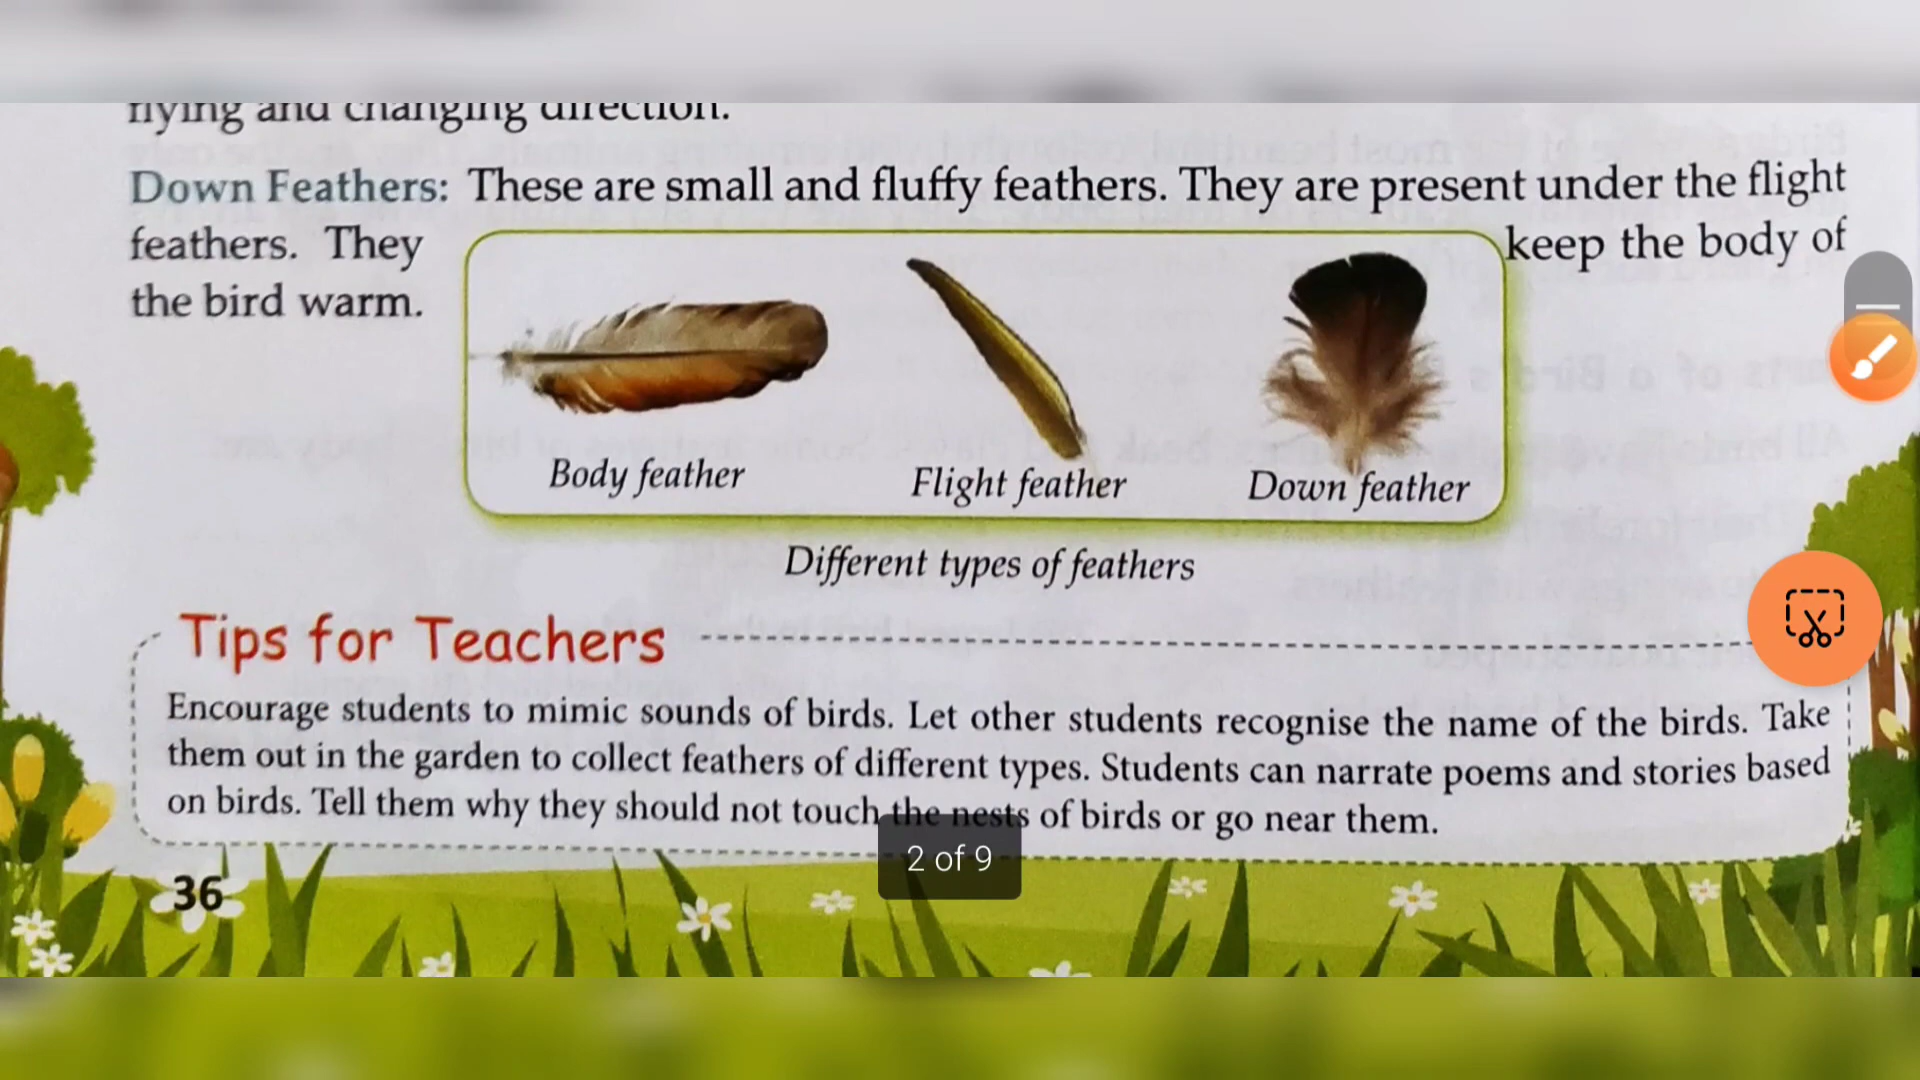 flying and changing direction.
Down Feathers: These are small and fluffy feathers. They are present under the flight
feathers. They keep the body of
the bird warm.
Body feather
Flight feather
Down feather
Different types of feathers
Tips for Teachers
Encourage students to mimic sounds of birds. Let other students recognise the name of the birds. Take
them out in the garden to collect feathers of different types. Students can narrate poems and stories based
on birds. Tell them why they should not touch the nests of birds or go near them.
2 of 9
36